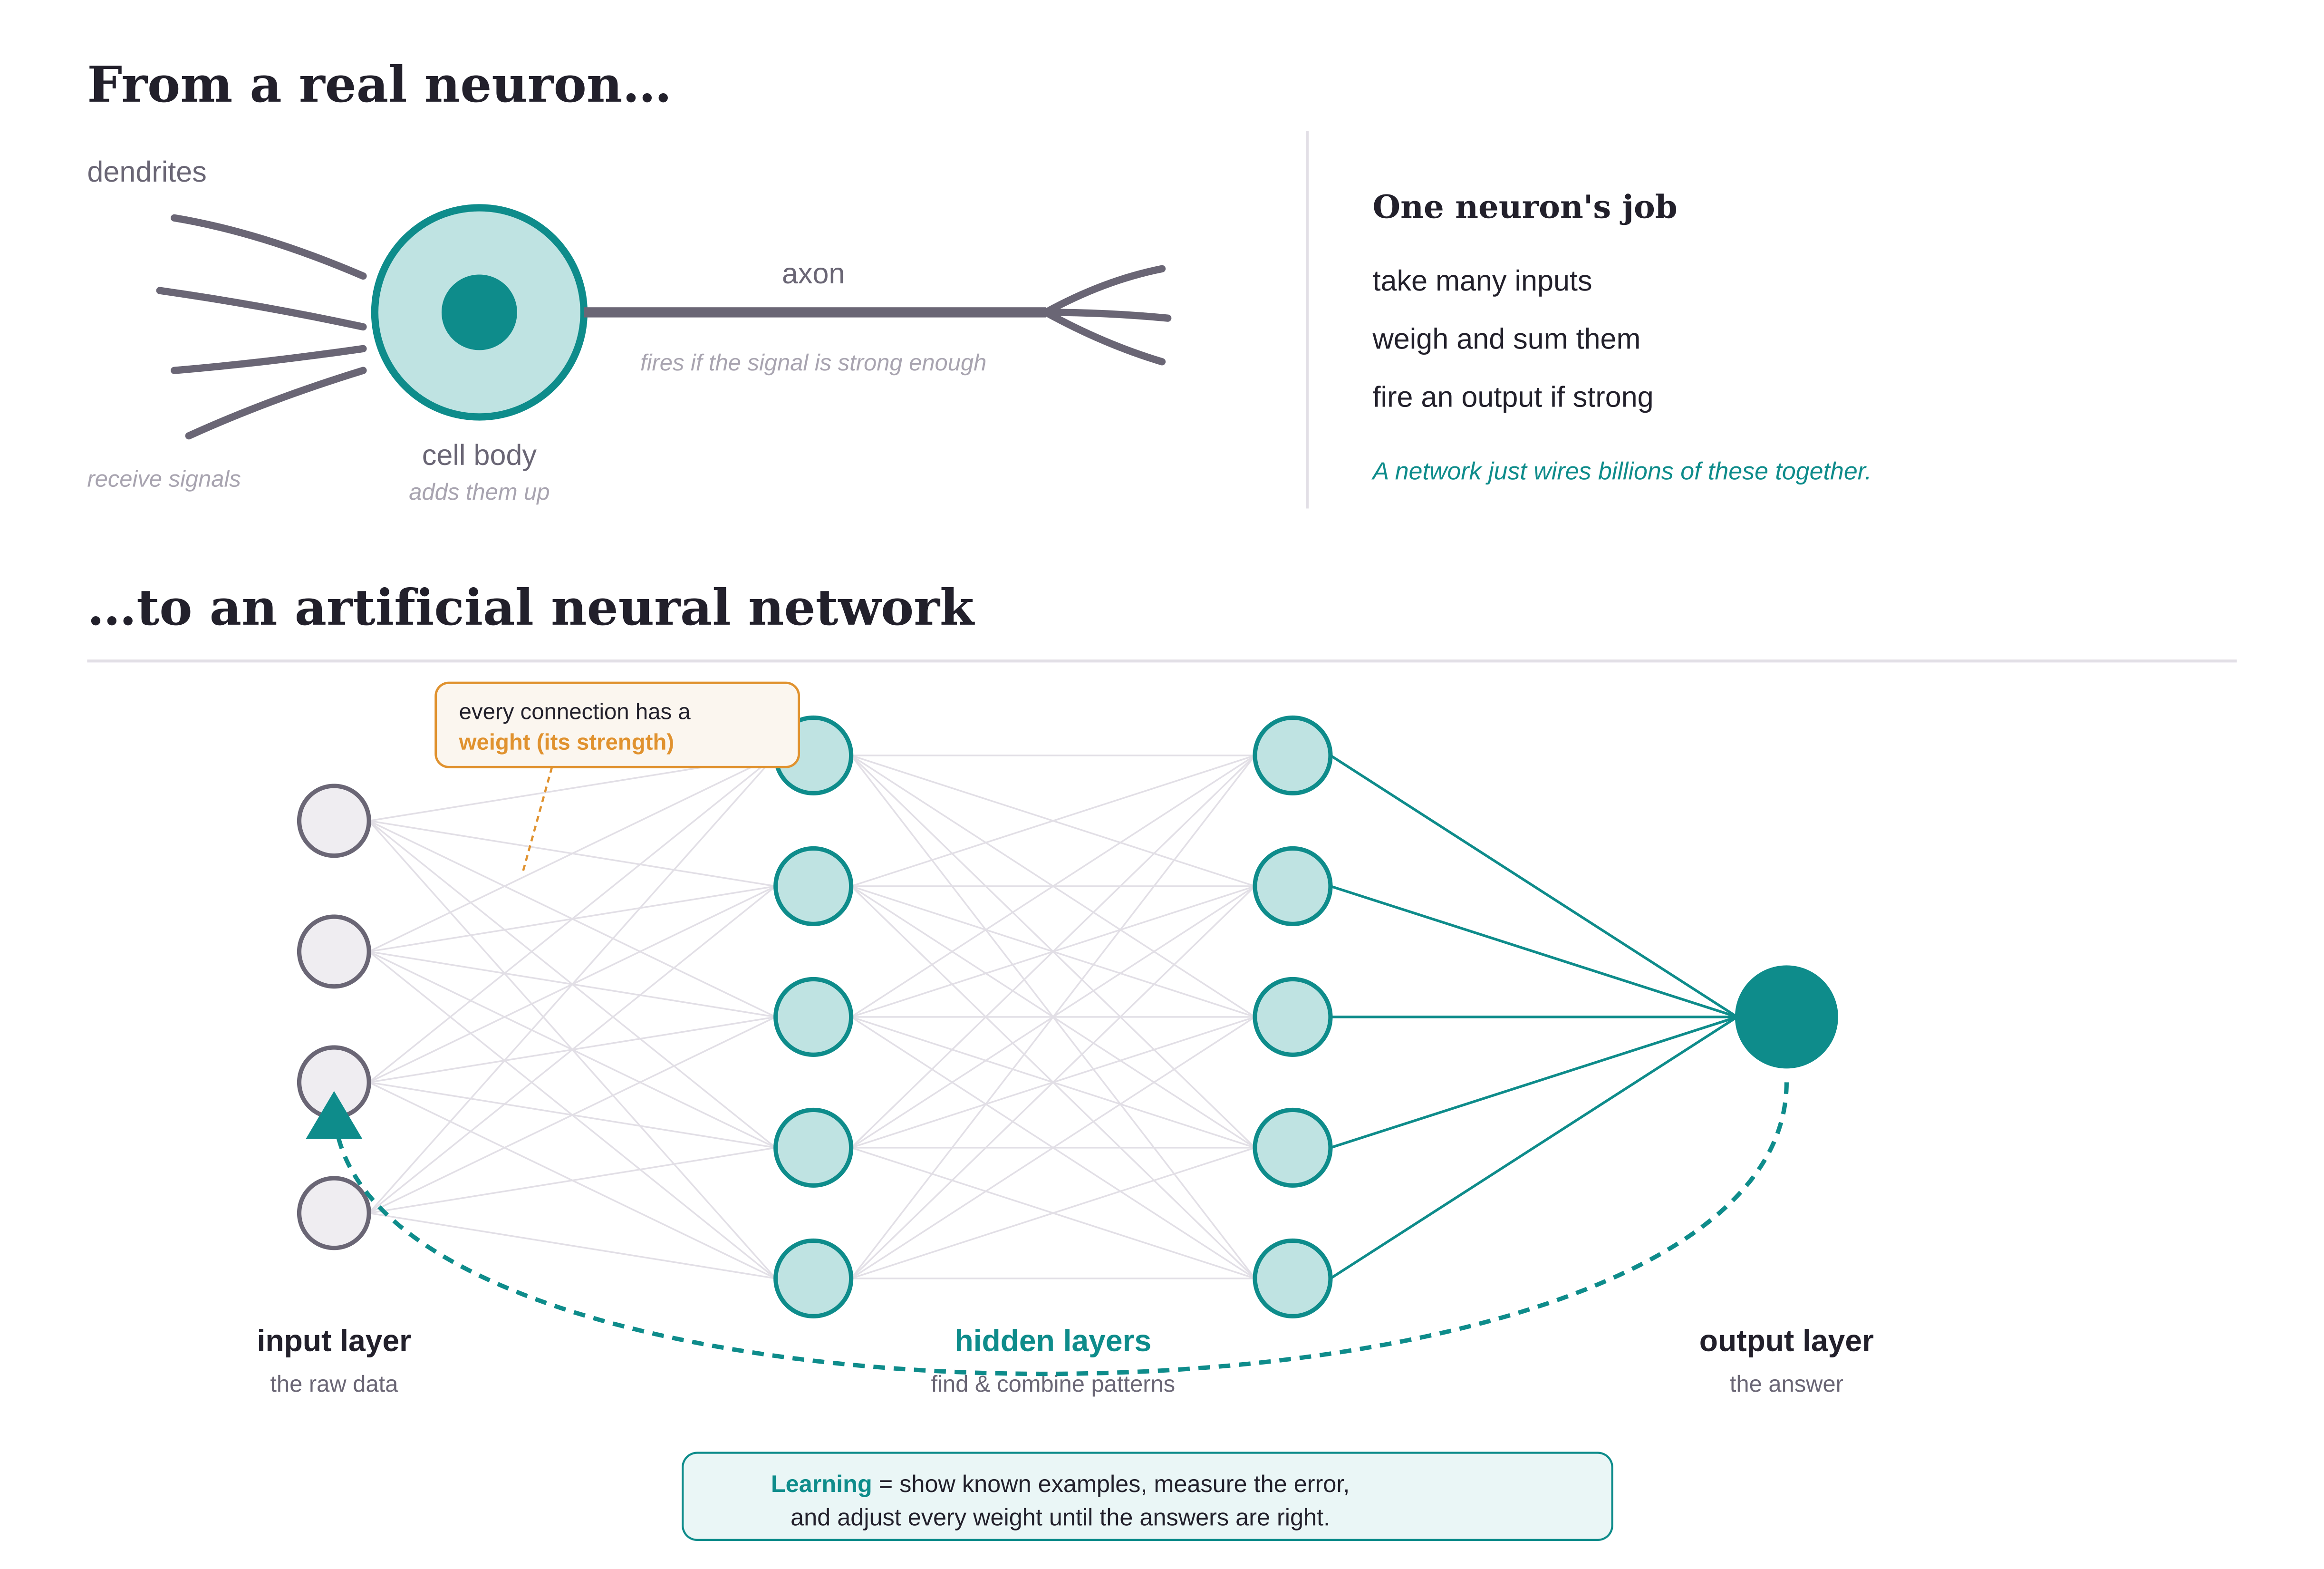 From a real neuron...
dendrites
receive signals
cell body
adds them up
axon
fires if the signal is strong enough
One neuron's job
take many inputs
weigh and sum them
fire an output if strong
A network just wires billions of these together.
...to an artificial neural network
every connection has a
weight (its strength)
input layer
the raw data
hidden layers
find & combine patterns
output layer
the answer
Learning = show known examples, measure the error,
and adjust every weight until the answers are right.